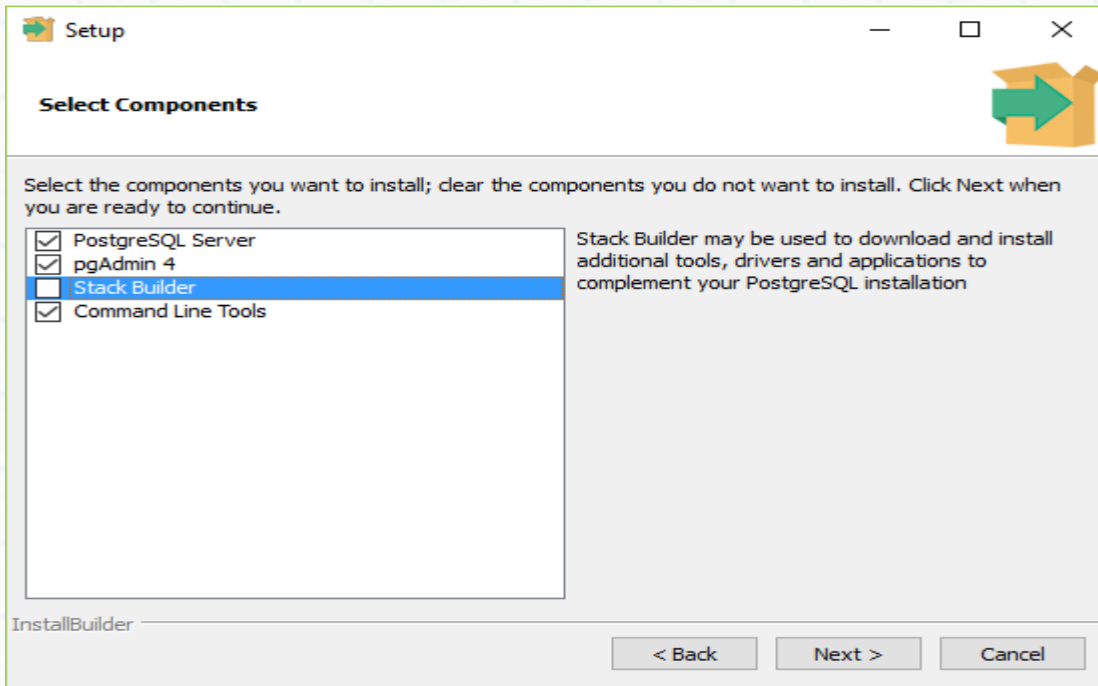 Setup
Select Components
Select the components you want to install; clear the components you do not want to install. Click Next when
you are ready to continue.
PostgreSQL Server
pgAdmin 4
Stack Builder
Command Line Tools
Stack Builder may be used to download and install
additional tools, drivers and applications to
complement your PostgreSQL installation
InstallBuilder
< Back
Next >
Cancel